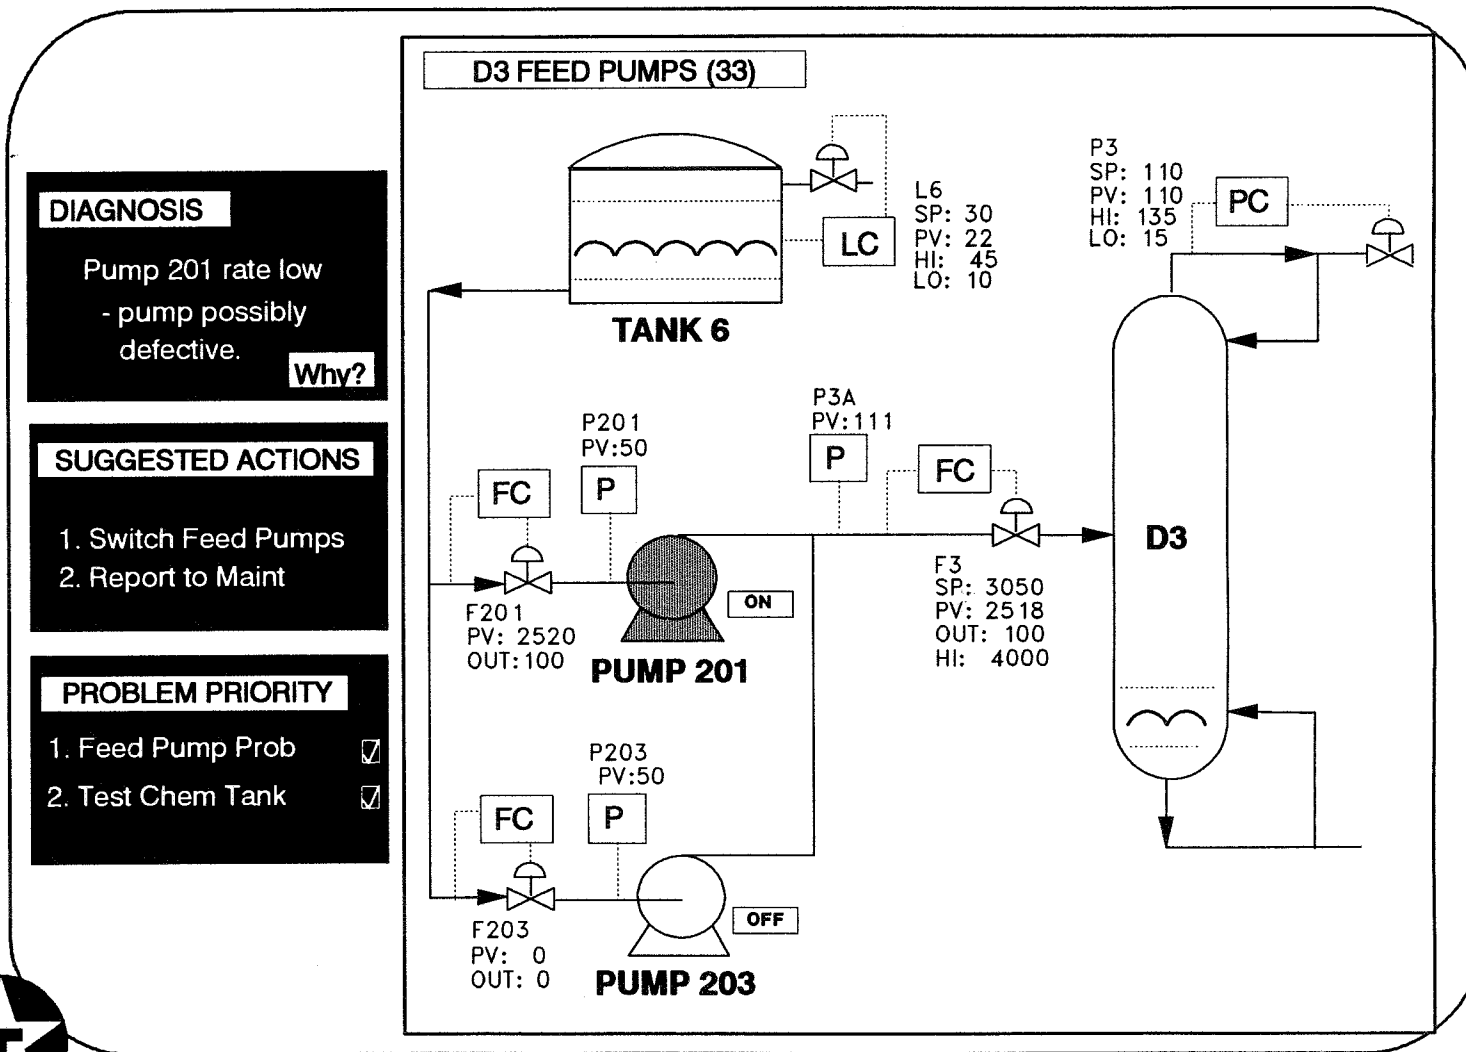 D3 FEED PUMPS (33)
DIAGNOSIS
Pump 201 rate low
- pump possibly
defective.
Why?
SUGGESTED ACTIONS
1. Switch Feed Pumps
2. Report to Maint
PROBLEM PRIORITY
1. Feed Pump Prob
2. Test Chem Tank
TANK 6
LC
L6
SP: 30
PV: 22
HI: 45
LO: 10
P3
SP: 110
PV: 110
HI: 135
LO: 15
PC
P201
PV:50
FC
P
F201
PV: 2520
OUT:100
ON
PUMP 201
P3A
PV:111
P
FC
F3
SP: 3050
PV: 2518
OUT: 100
HI: 4000
D3
P203
PV:50
FC
P
F203
PV: 0
OUT: 0
OFF
PUMP 203